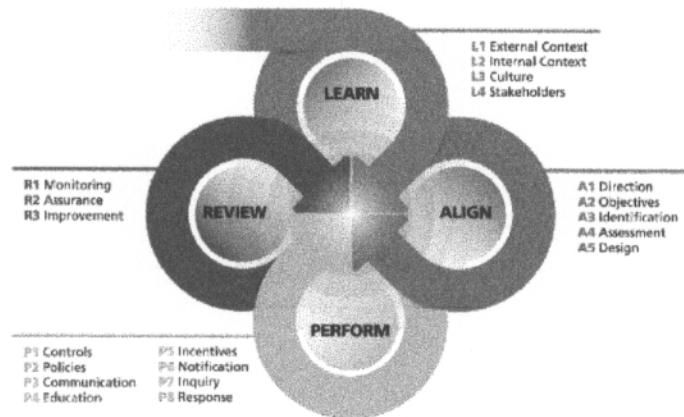 LEARN
L1 External Context
L2 Internal Context
L3 Culture
L4 Stakeholders
REVIEW
R1 Monitoring
R2 Assurance
R3 Improvement
ALIGN
A1 Direction
A2 Objectives
A3 Identification
A4 Assessment
A5 Design
PERFORM
P1 Controls
P2 Policies
P3 Communication
P4 Education
P5 Incentives
P6 Notification
P7 Inquiry
P8 Response